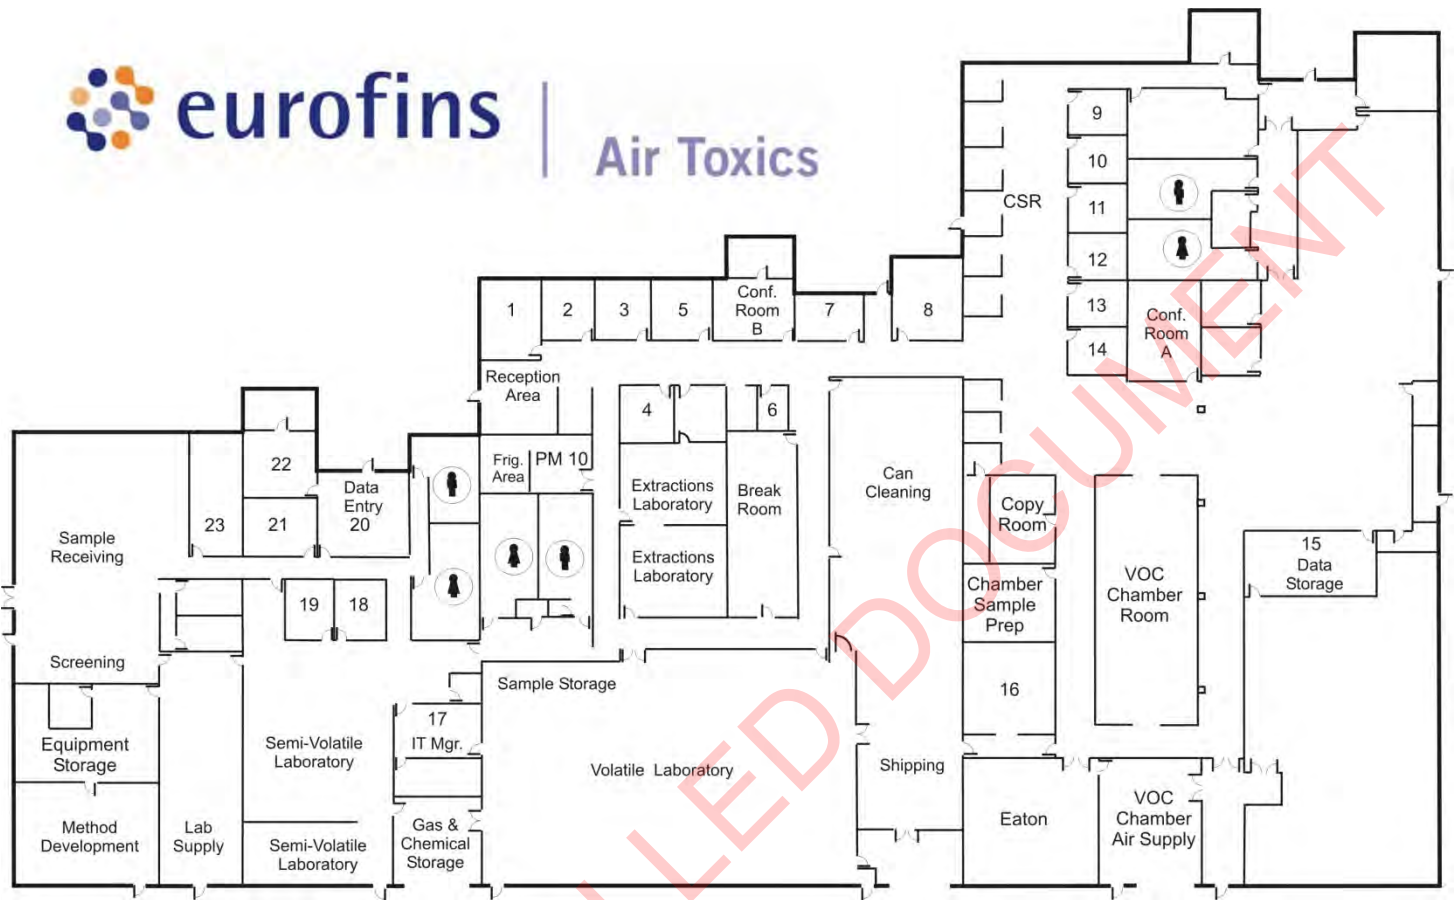 eurofins
Air Toxics
9
10
CSR
11
12
13
14
Conf.
Room
A
1
2
3
5
Conf.
Room
B
7
8
Reception
Area
4
6
Frig.
Area
PM 10
Extractions
Laboratory
Break
Room
Can
Cleaning
Extractions
Laboratory
22
Data
Entry
20
21
23
Sample
Receiving
19
18
Screening
Copy
Room
Chamber
Sample
Prep
VOC
Chamber
Room
15
Data
Storage
16
Sample Storage
17
IT Mgr.
Equipment
Storage
Semi-Volatile
Laboratory
Volatile Laboratory
Shipping
Method
Development
Lab
Supply
Semi-Volatile
Laboratory
Gas &
Chemical
Storage
Eaton
VOC
Chamber
Air Supply
LED DOCUMENT